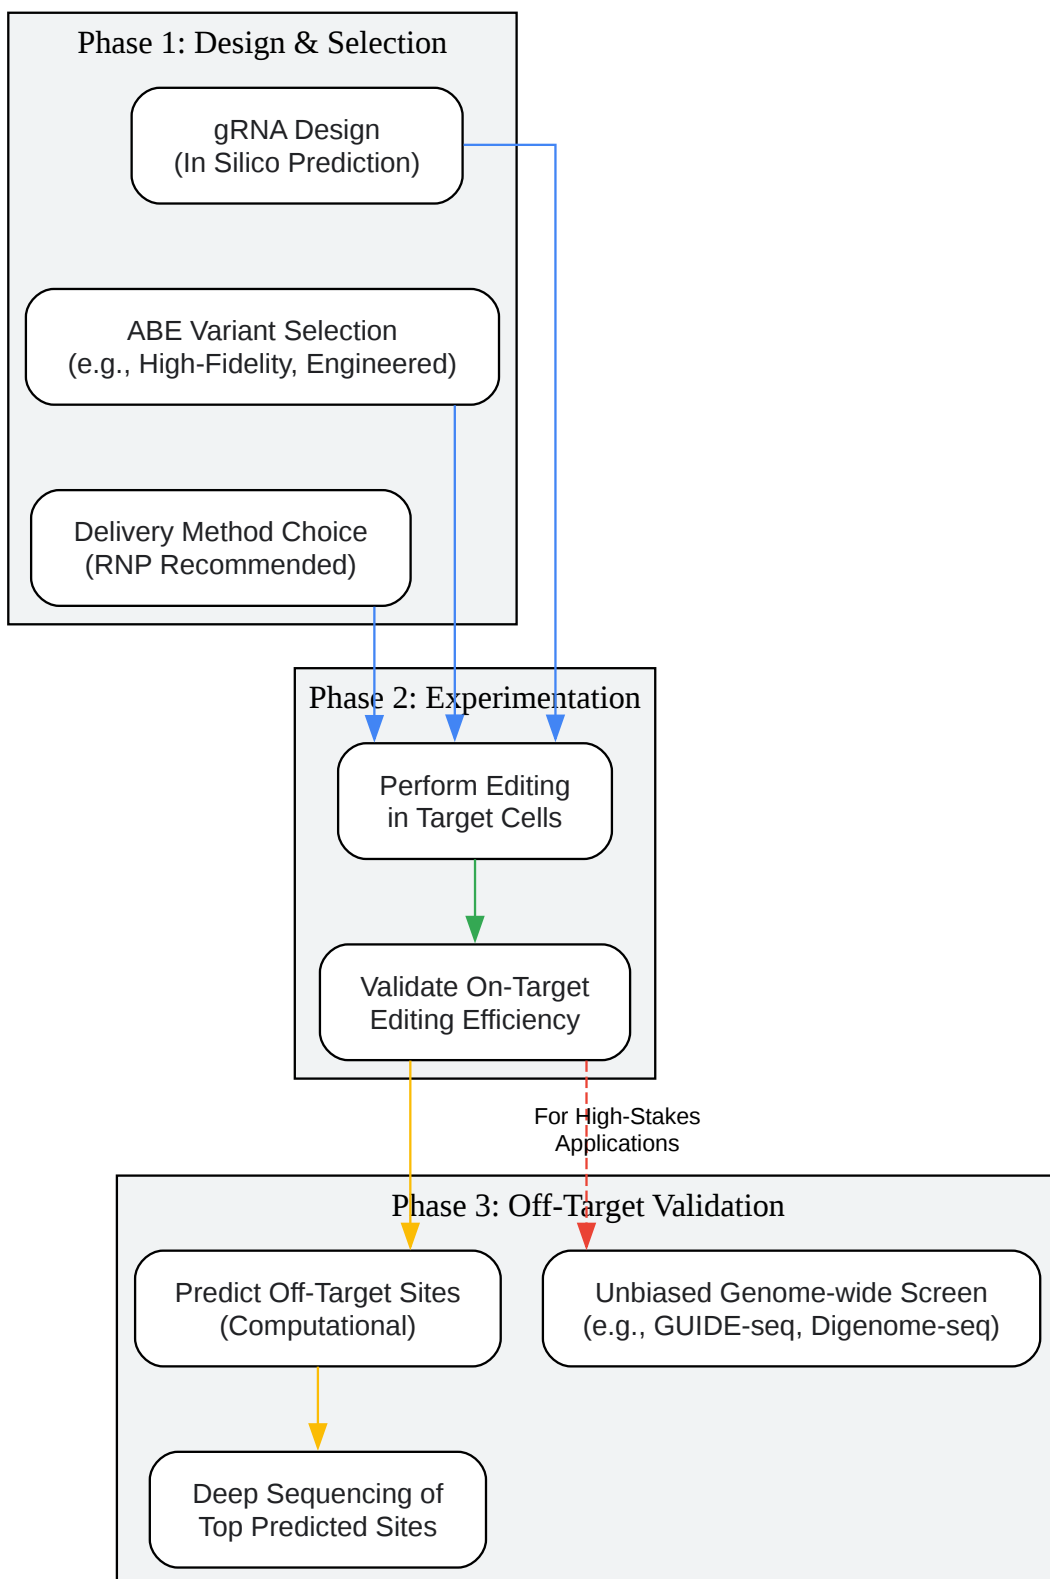 Phase 1: Design & Selection
gRNA Design
(In Silico Prediction)
ABE Variant Selection
(e.g., High-Fidelity, Engineered)
Delivery Method Choice
(RNP Recommended)
Phase 2: Experimentation
Perform Editing
in Target Cells
Validate On-Target
Editing Efficiency
For High-Stakes
Applications
Phase 3: Off-Target Validation
Predict Off-Target Sites
(Computational)
Unbiased Genome-wide Screen
(e.g., GUIDE-seq, Digenome-seq)
Deep Sequencing of
Top Predicted Sites